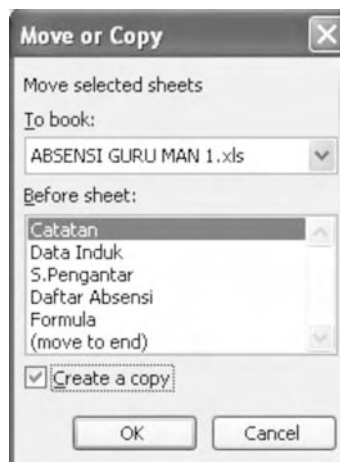 Move or Copy
Move selected sheets
To book:
ABSENSI GURU MAN 1.xls
Before sheet:
Catatan
Data Induk
S.Pengantar
Daftar Absensi
Formula
(move to end)
Create a copy
OK Cancel